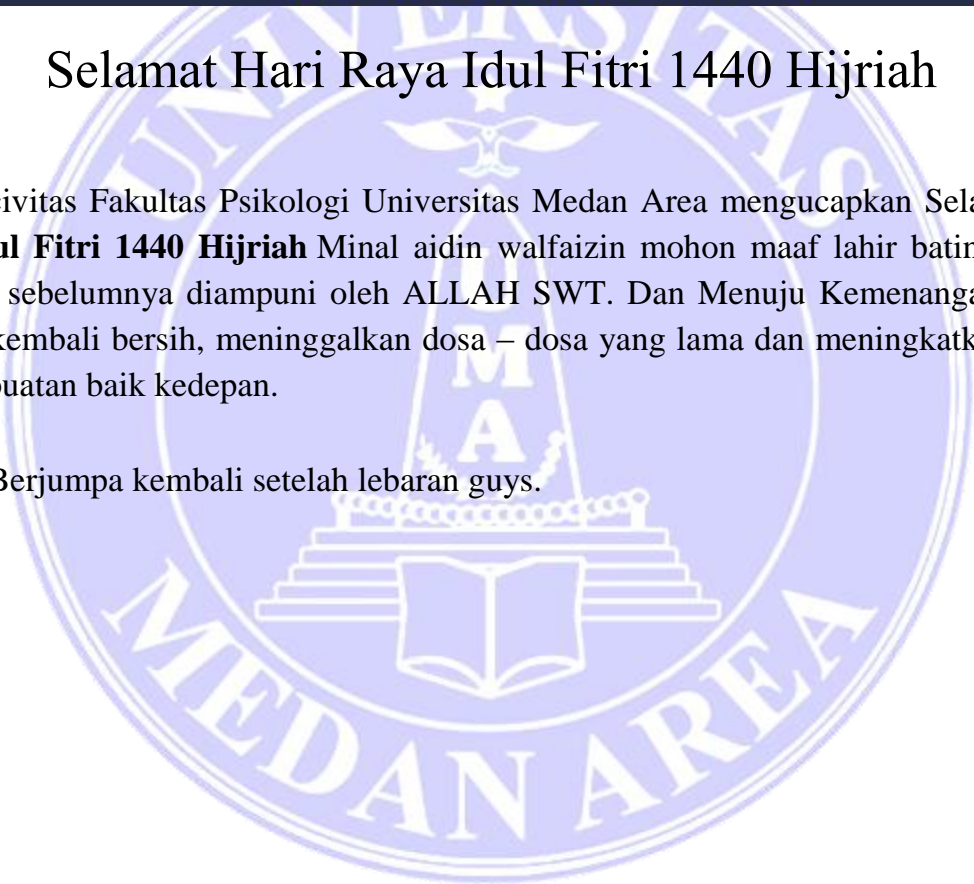 Selamat Hari Raya Idul Fitri 1440 Hijriah
civitas Fakultas Psikologi Universitas Medan Area mengucapkan Sela
ul Fitri 1440 Hijriah Minal aidin walfaizin mohon maaf lahir batin
sebelumnya diampuni oleh ALLAH SWT. Dan Menuju Kemenanga
kembali bersih, meninggalkan dosa – dosa yang lama dan meningkatk
buatan baik kedepan.
Berjumpa kembali setelah lebaran guys.
UNIVERSITAS
U
M
A
MEDAN AREA